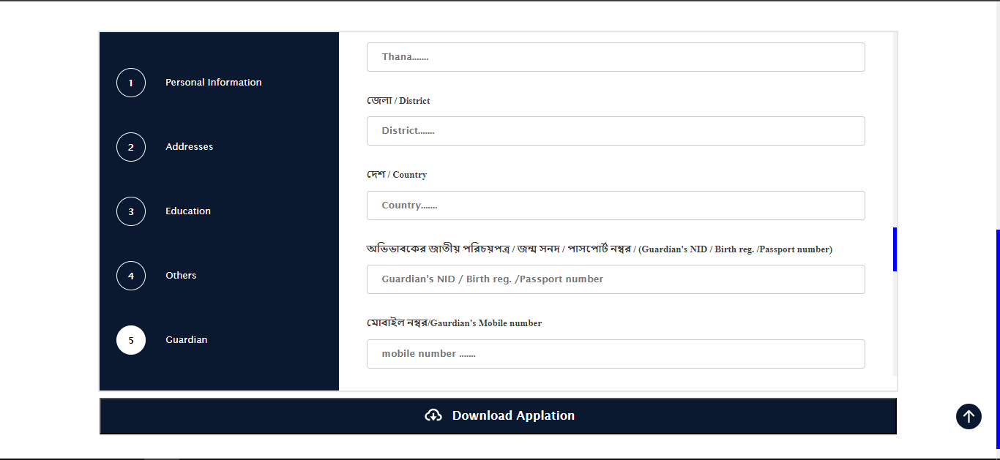 1 Personal Information
2 Addresses
3 Education
4 Others
5 Guardian
Thana.......
জেলা / District
District.......
দেশ / Country
Country.......
অভিভাবকের জাতীয় পরিচয়পত্র / জন্ম সনদ / পাসপোর্ট নম্বর / (Guardian's NID / Birth reg. /Passport number)
Guardian's NID / Birth reg. /Passport number
মোবাইল নম্বর/Gaurdian's Mobile number
mobile number .......
Download Applation